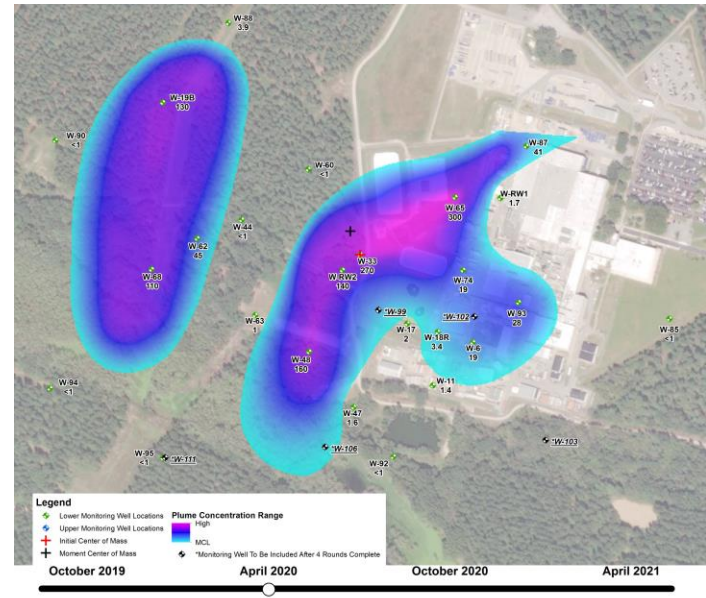 W-88
3.9
W-19B
130
W-90
<1
W-87
41
W-60
<1
W-65
300
W-RW1
1.7
W-44
<1
W-62
45
W-68
110
W-33
270
W-RW2
140
W-74
19
W-93
28
*W-99
*W-102
W-63
1
W-17
2
W-18R
3.4
W-6
19
W-85
<1
W-48
160
W-94
<1
W-11
1.4
W-47
1.6
*W-106
*W-103
W-95
<1
*W-111
W-92
<1
Legend
Lower Monitoring Well Locations
Upper Monitoring Well Locations
Initial Center of Mass
Moment Center of Mass
Plume Concentration Range
High
MCL
*Monitoring Well To Be Included After 4 Rounds Complete
October 2019 April 2020 October 2020 April 2021